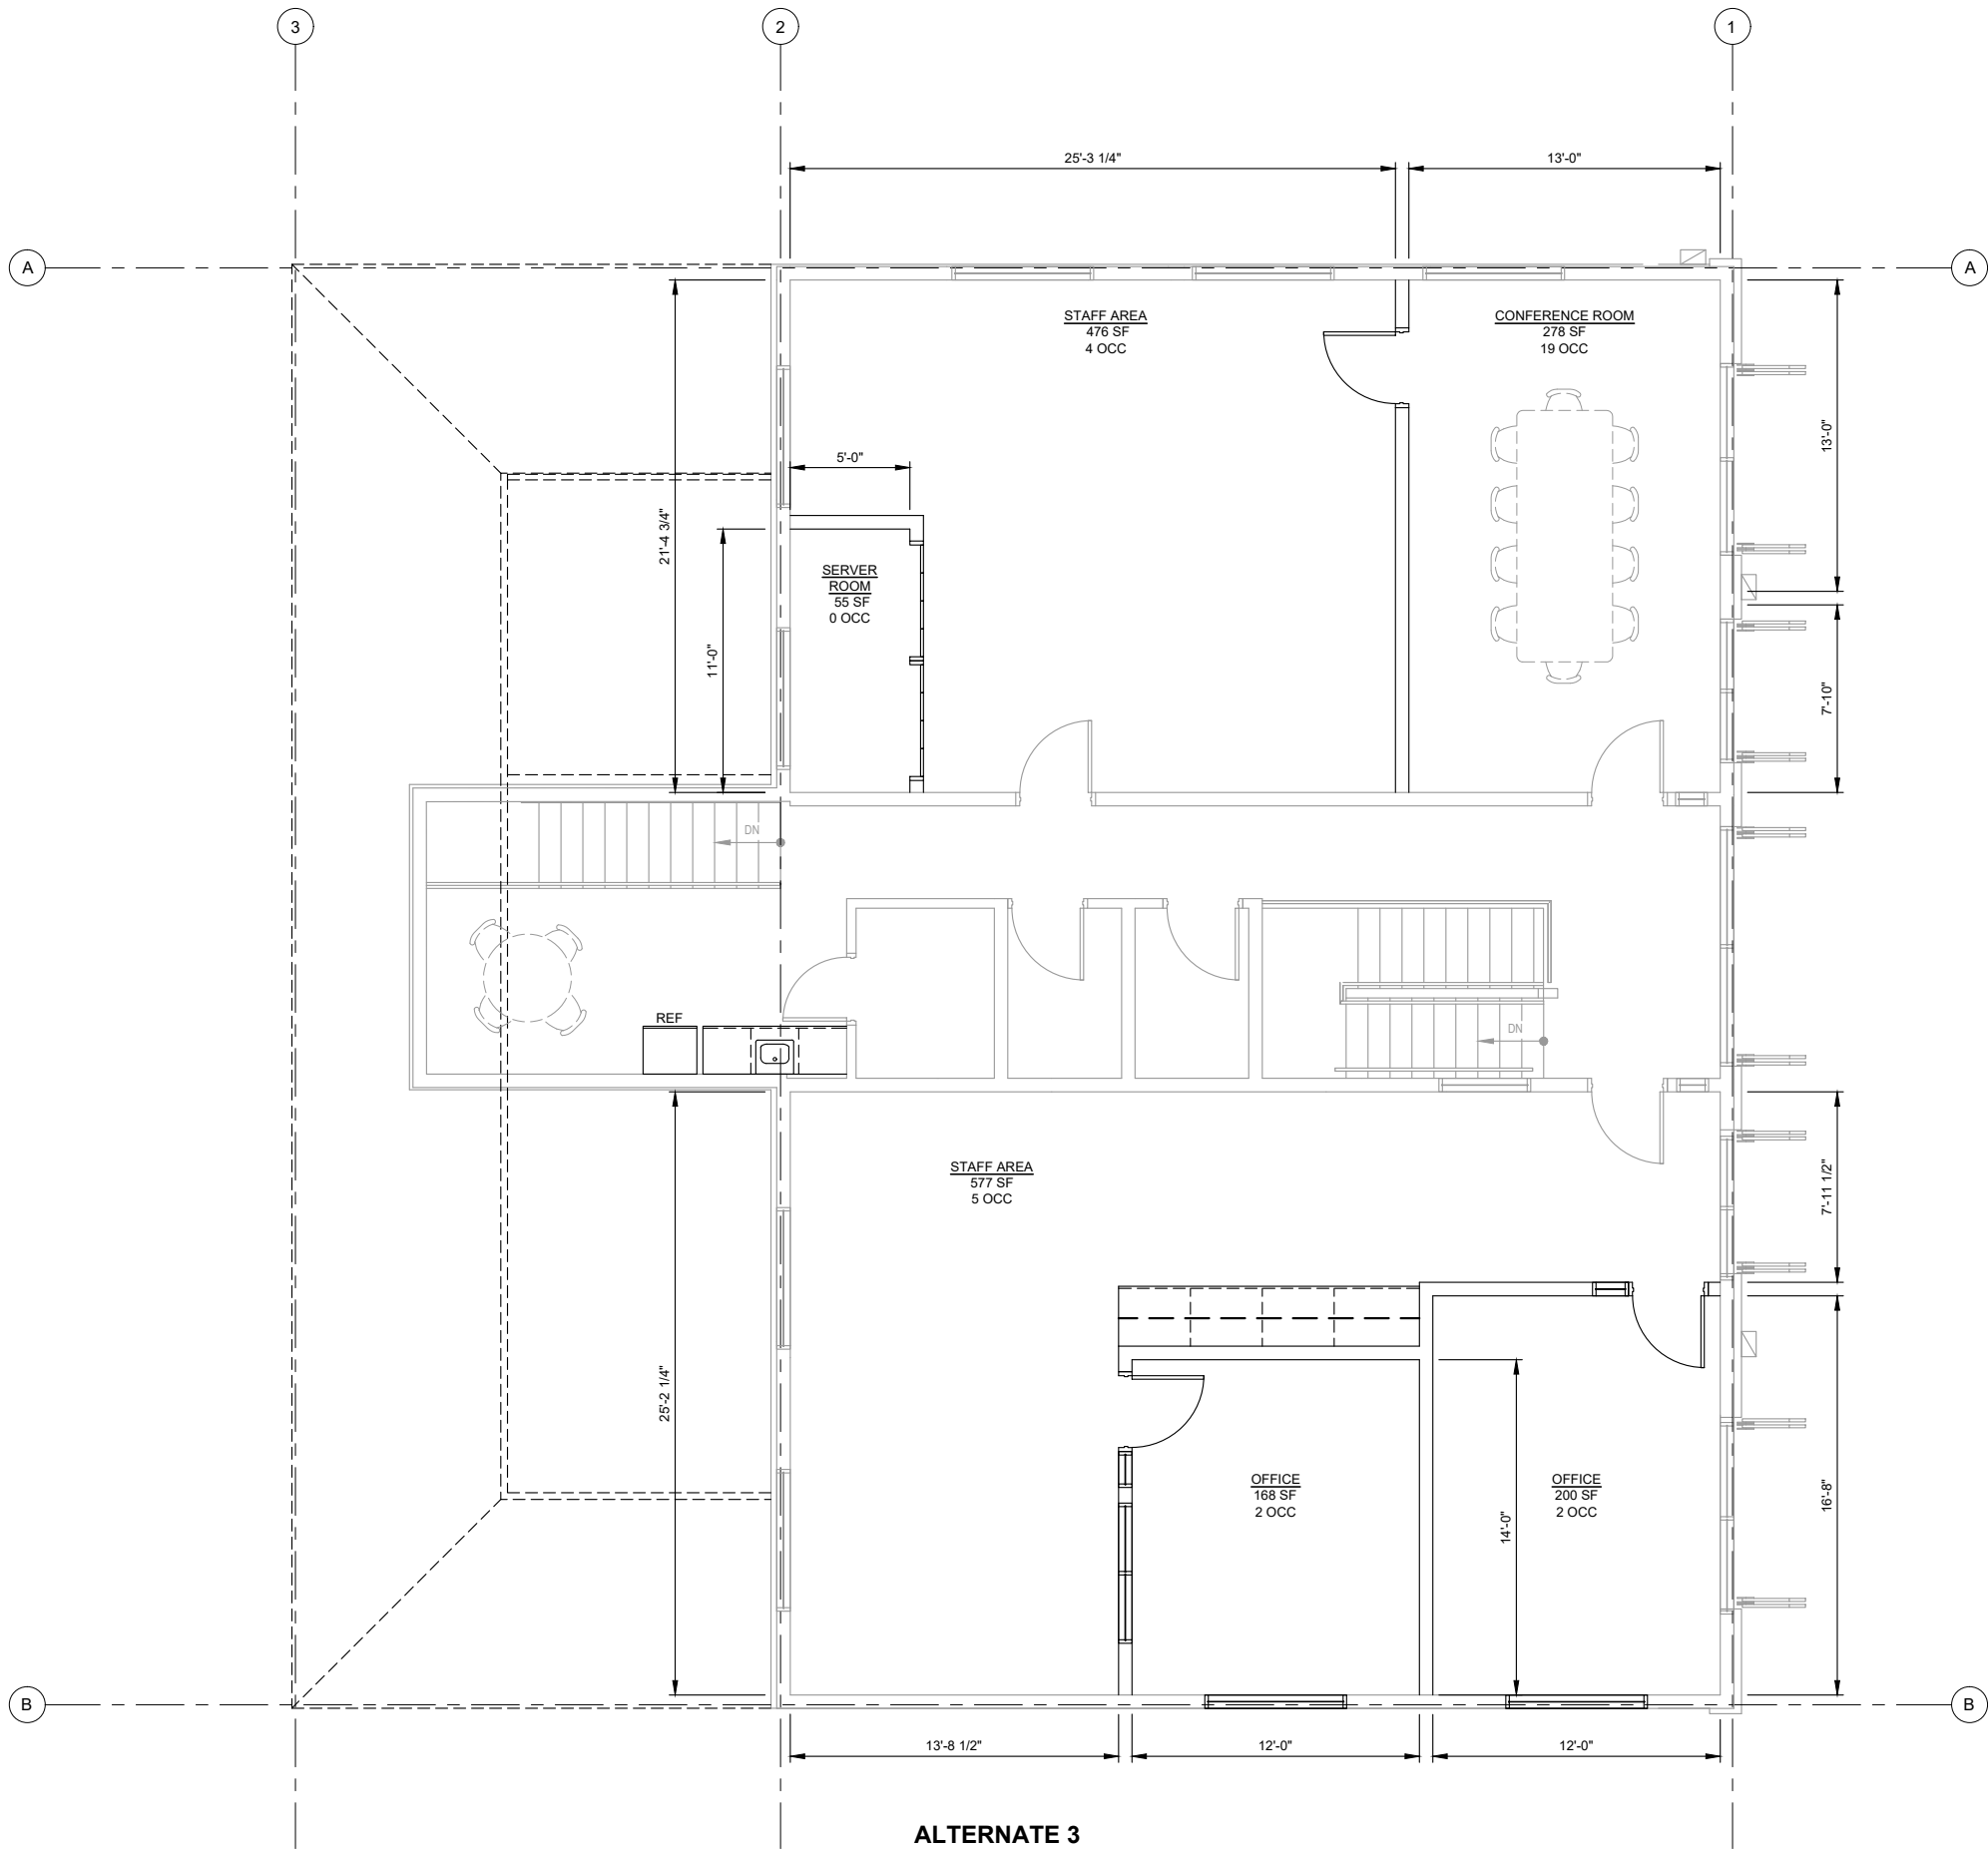 3
2
1
25'-3 1/4"
13'-0"
A
A
STAFF AREA
476 SF
4 OCC
CONFERENCE ROOM
278 SF
19 OCC
13'-0"
5'-0"
21'-4 3/4"
SERVER
ROOM
55 SF
0 OCC
11'-0"
7'-10"
DN
REF
DN
STAFF AREA
577 SF
5 OCC
7'-11 1/2"
25'-2 1/4"
OFFICE
168 SF
2 OCC
14'-0"
OFFICE
200 SF
2 OCC
16'-8"
B
B
13'-8 1/2"
12'-0"
12'-0"
ALTERNATE 3